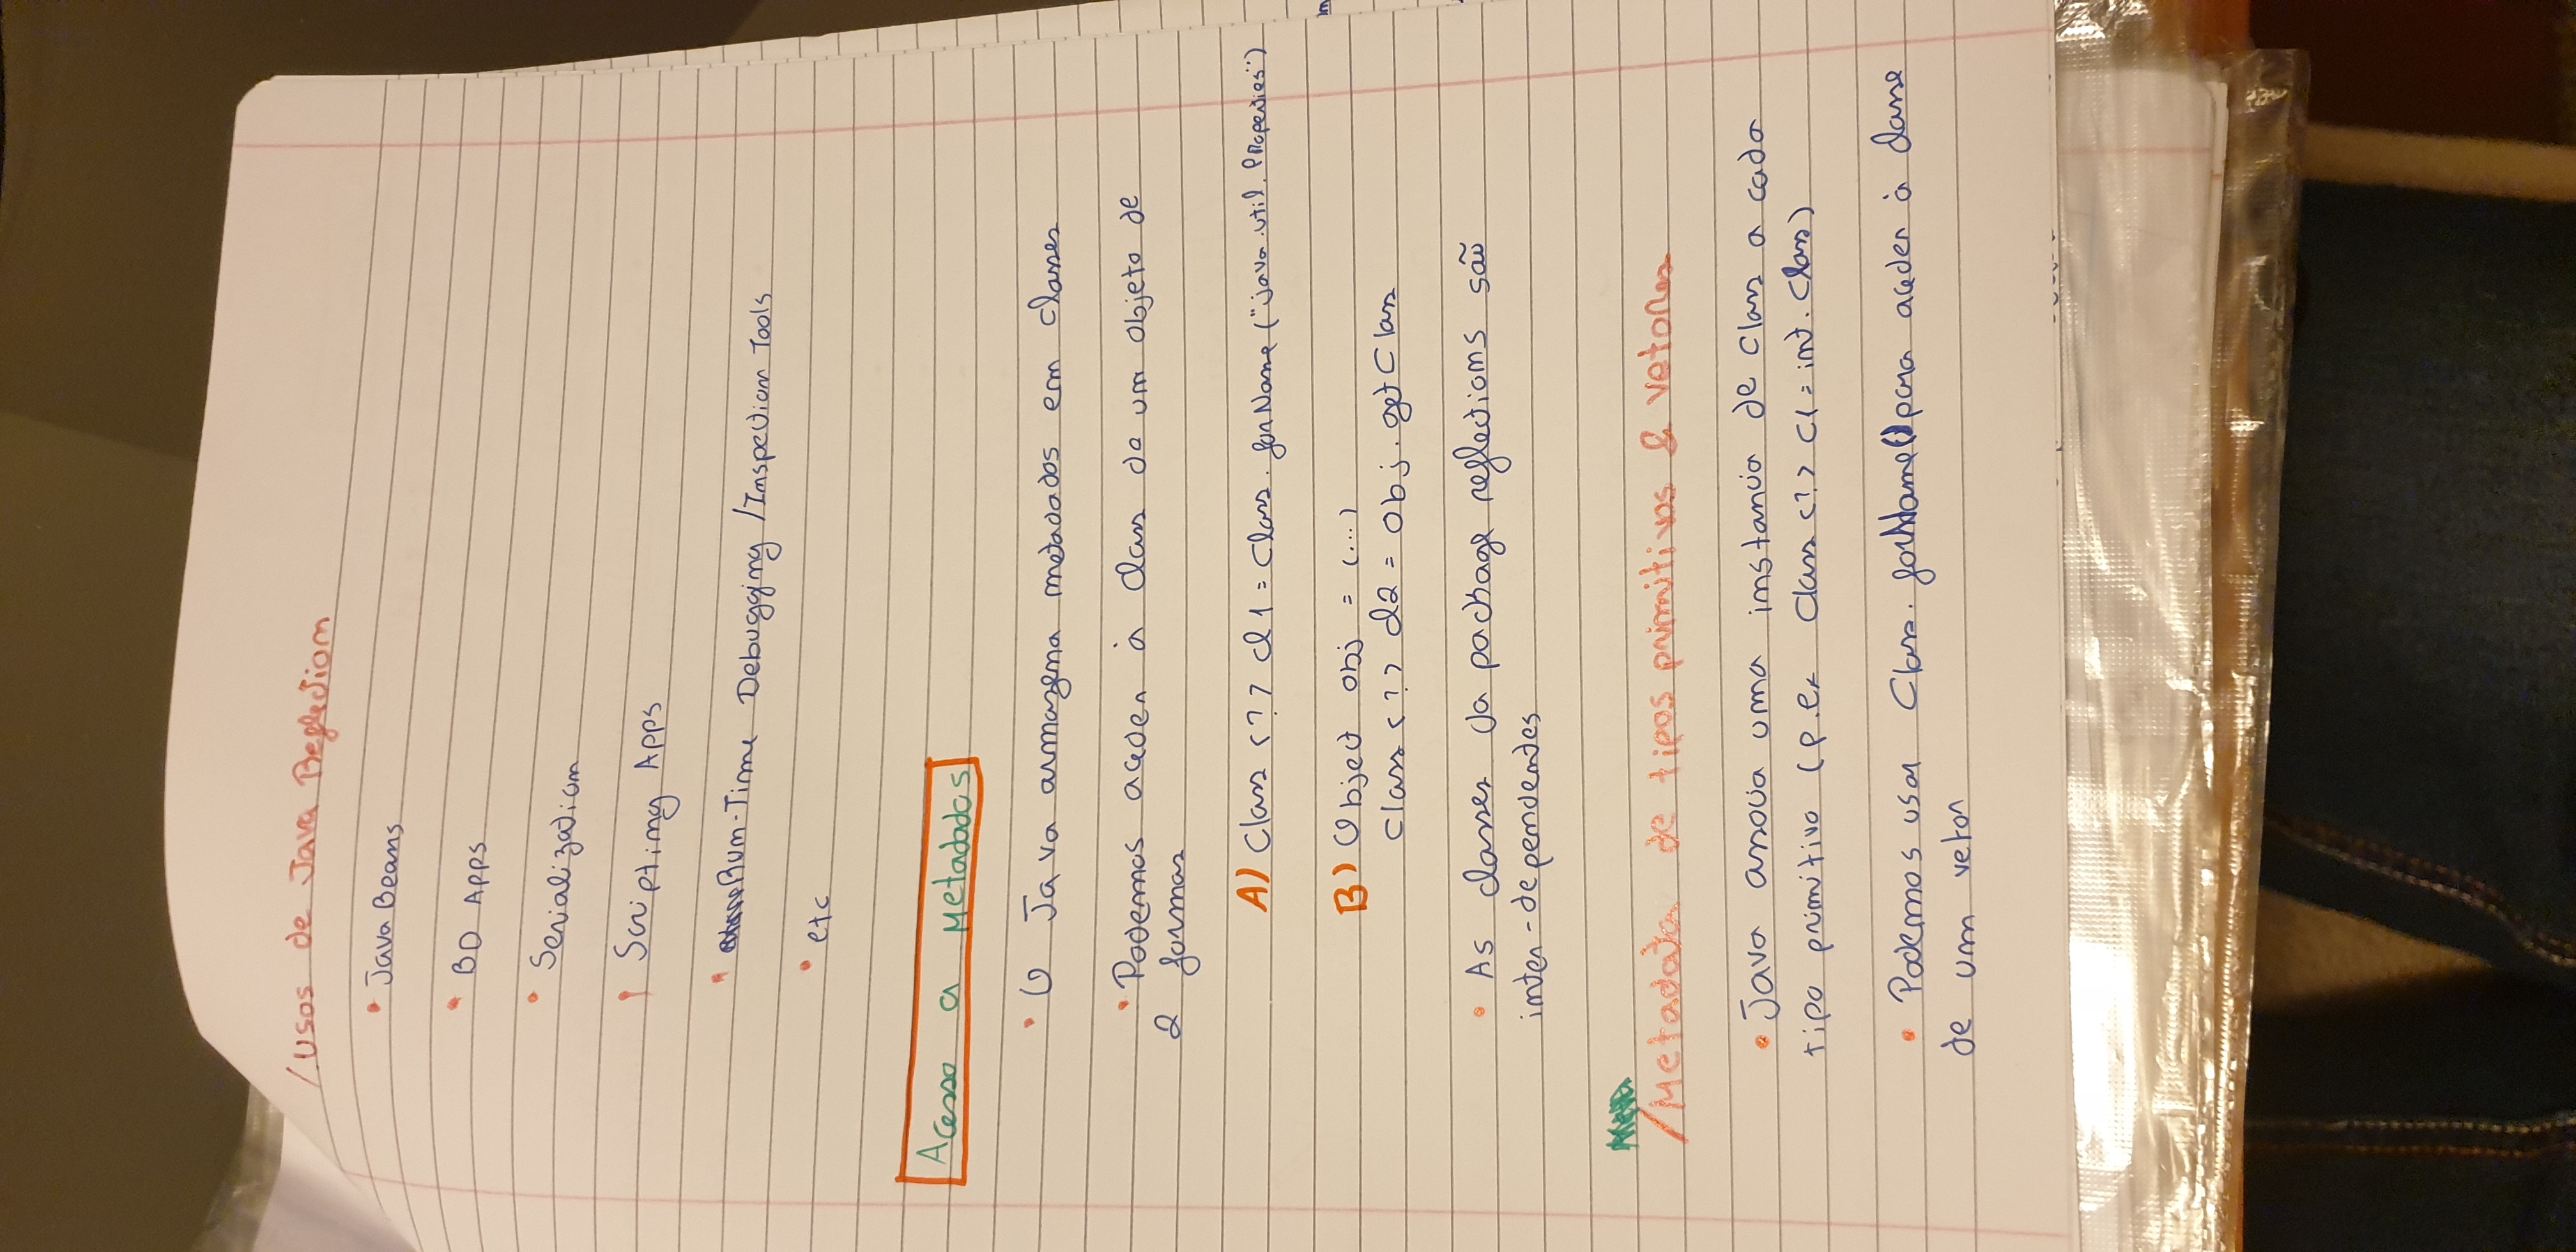 /Usos de Java Reflection
• Java Beans
• BD Apps
• Serialization
• Scripting Apps
• Run-Time Debugging / Inspection Tools
• etc
Acesso a Metadados
• O Java armazena metadados em classes
• Podemos aceder à Class do um objeto de
2 formas
A) Class <?> cl1 = Class.forName("java.util.Properties")
B) Object obj = (...)
Class <?> cl2 = obj.getClass
• As classes da package reflections são
inter-dependentes
/Metadata de tipos primitivos & vetores
• Java associa uma instancia de Class a cada
tipo primitivo (p.ex Class <?> c1 = int.Class)
• Podemos usar Class.forName() para aceder à classe
de um vetor